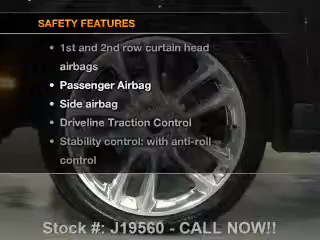 SAFETY FEATURES
• 1st and 2nd row curtain head
airbags
• Passenger Airbag
• Side airbag
• Driveline Traction Control
• Stability control: with anti-roll
control
Stock #: J19560 - CALL NOW!!